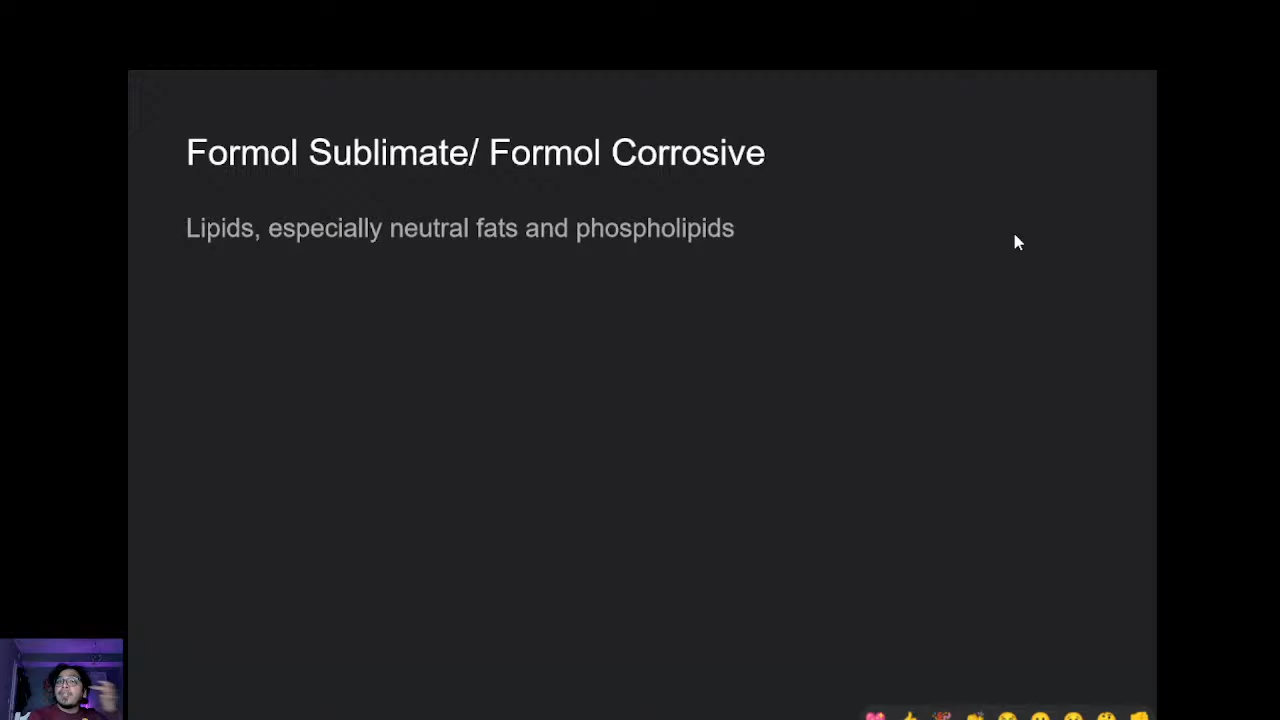 Formol Sublimate/ Formol Corrosive
Lipids, especially neutral fats and phospholipids